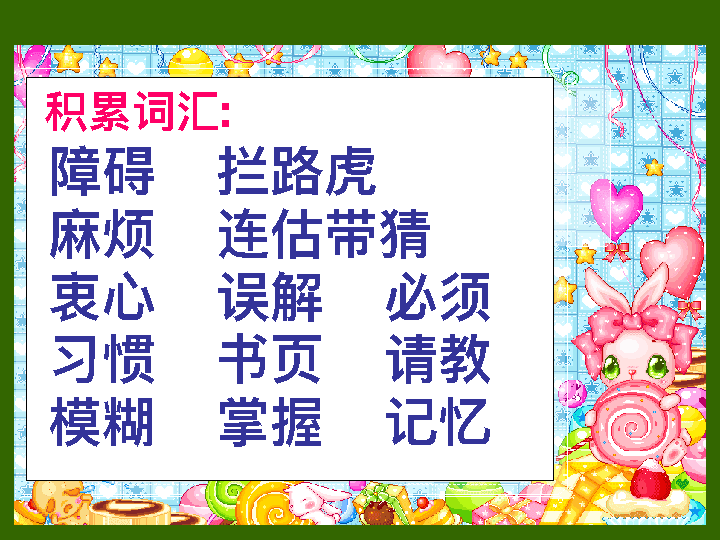 积累词汇:
障碍 拦路虎
麻烦 连估带猜
衷心 误解 必须
习惯 书页 请教
模糊 掌握 记忆